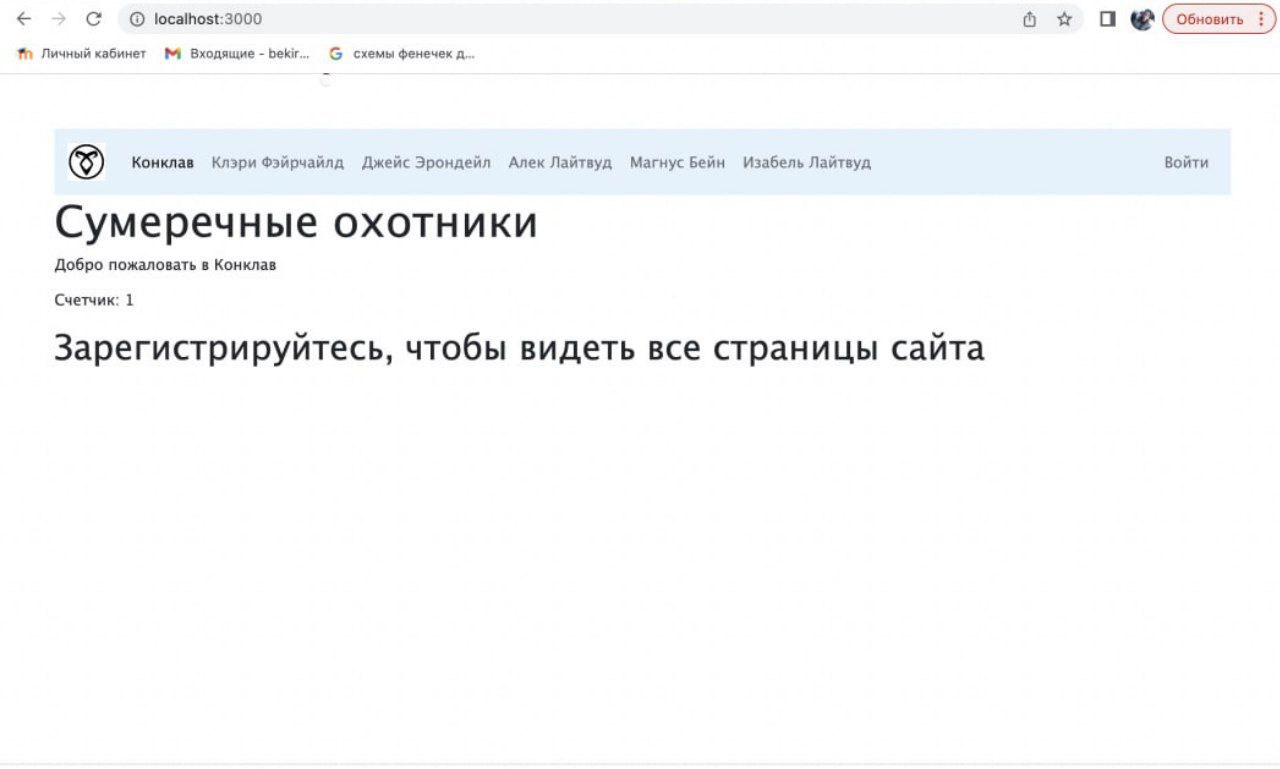 localhost:3000
Обновить
Личный кабинет
Входящие - bekir...
схемы фенечек д...
Конклав Клэри Фэйрчайлд Джейс Эрондейл Алек Лайтвуд Магнус Бейн Изабель Лайтвуд Войти
Сумеречные охотники
Добро пожаловать в Конклав
Счетчик: 1
Зарегистрируйтесь, чтобы видеть все страницы сайта